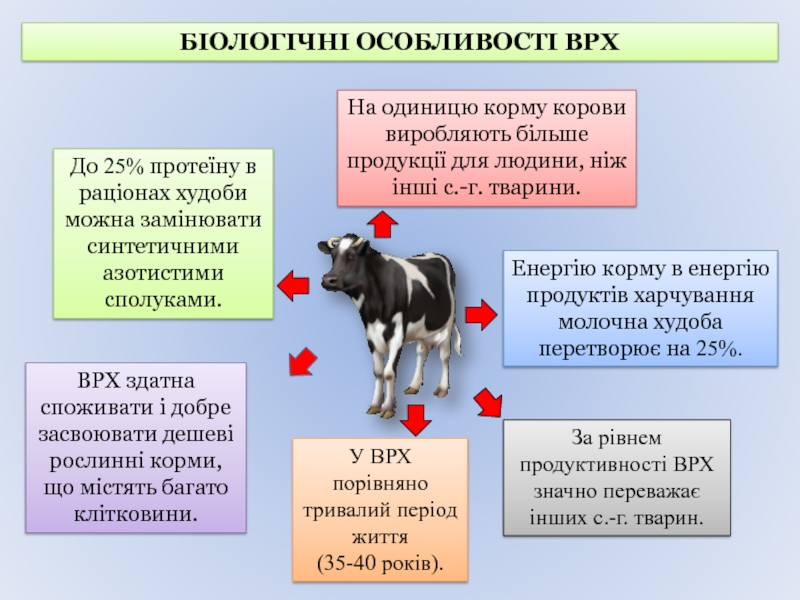 БІОЛОГІЧНІ ОСОБЛИВОСТІ ВРХ
На одиницю корму корови
виробляють більше
продукції для людини, ніж
інші с.-г. тварини.
До 25% протеїну в
раціонах худоби
можна замінювати
синтетичними
азотистими
сполуками.
Енергію корму в енергію
продуктів харчування
молочна худоба
перетворює на 25%.
ВРХ здатна
споживати і добре
засвоювати дешеві
рослинні корми,
що містять багато
клітковини.
У ВРХ
порівняно
тривалий період
життя
(35-40 років).
За рівнем
продуктивності ВРХ
значно переважає
інших с.-г. тварин.